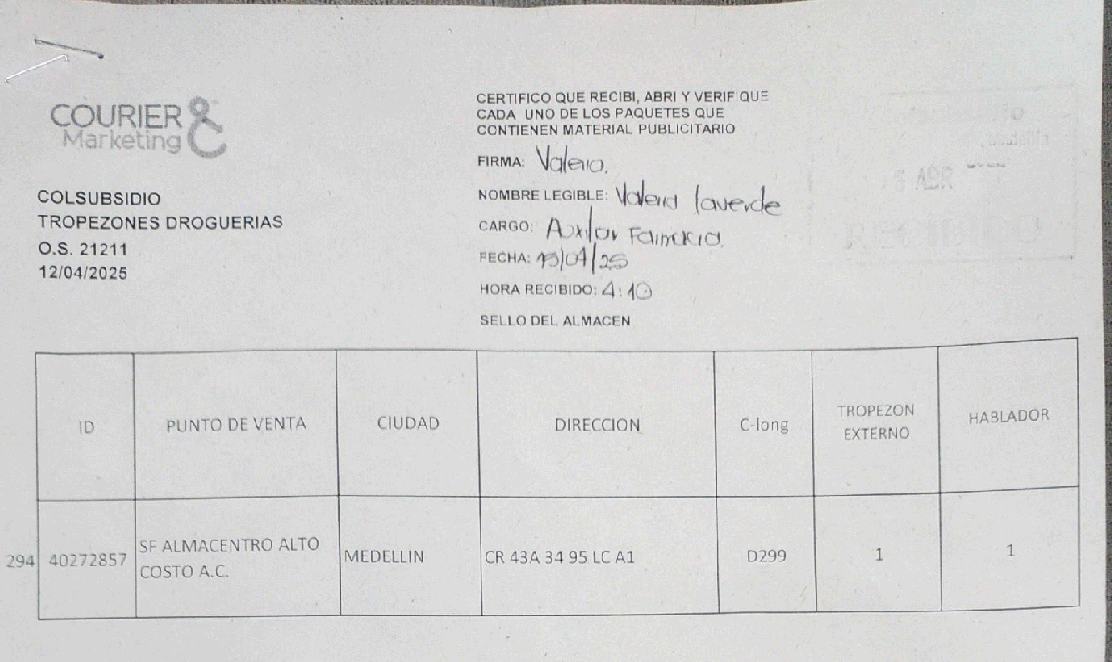 COURIER &
Marketing
COLSUBSIDIO
TROPEZONES DROGUERIAS
O.S. 21211
12/04/2025
CERTIFICO QUE RECIBI, ABRI Y VERIF QUE
CADA UNO DE LOS PAQUETES QUE
CONTIENEN MATERIAL PUBLICITARIO
FIRMA: Valeria.
NOMBRE LEGIBLE: Valeria laverde
CARGO: Auxiliar Farmacia.
FECHA: 15/04/25
HORA RECIBIDO: 4:10
SELLO DEL ALMACEN
ABR
ID PUNTO DE VENTA CIUDAD DIRECCION C-long TROPEZON EXTERNO HABLADOR
294 40272857 SF ALMACENTRO ALTO COSTO A.C. MEDELLIN CR 43A 34 95 LC A1 D299 1 1